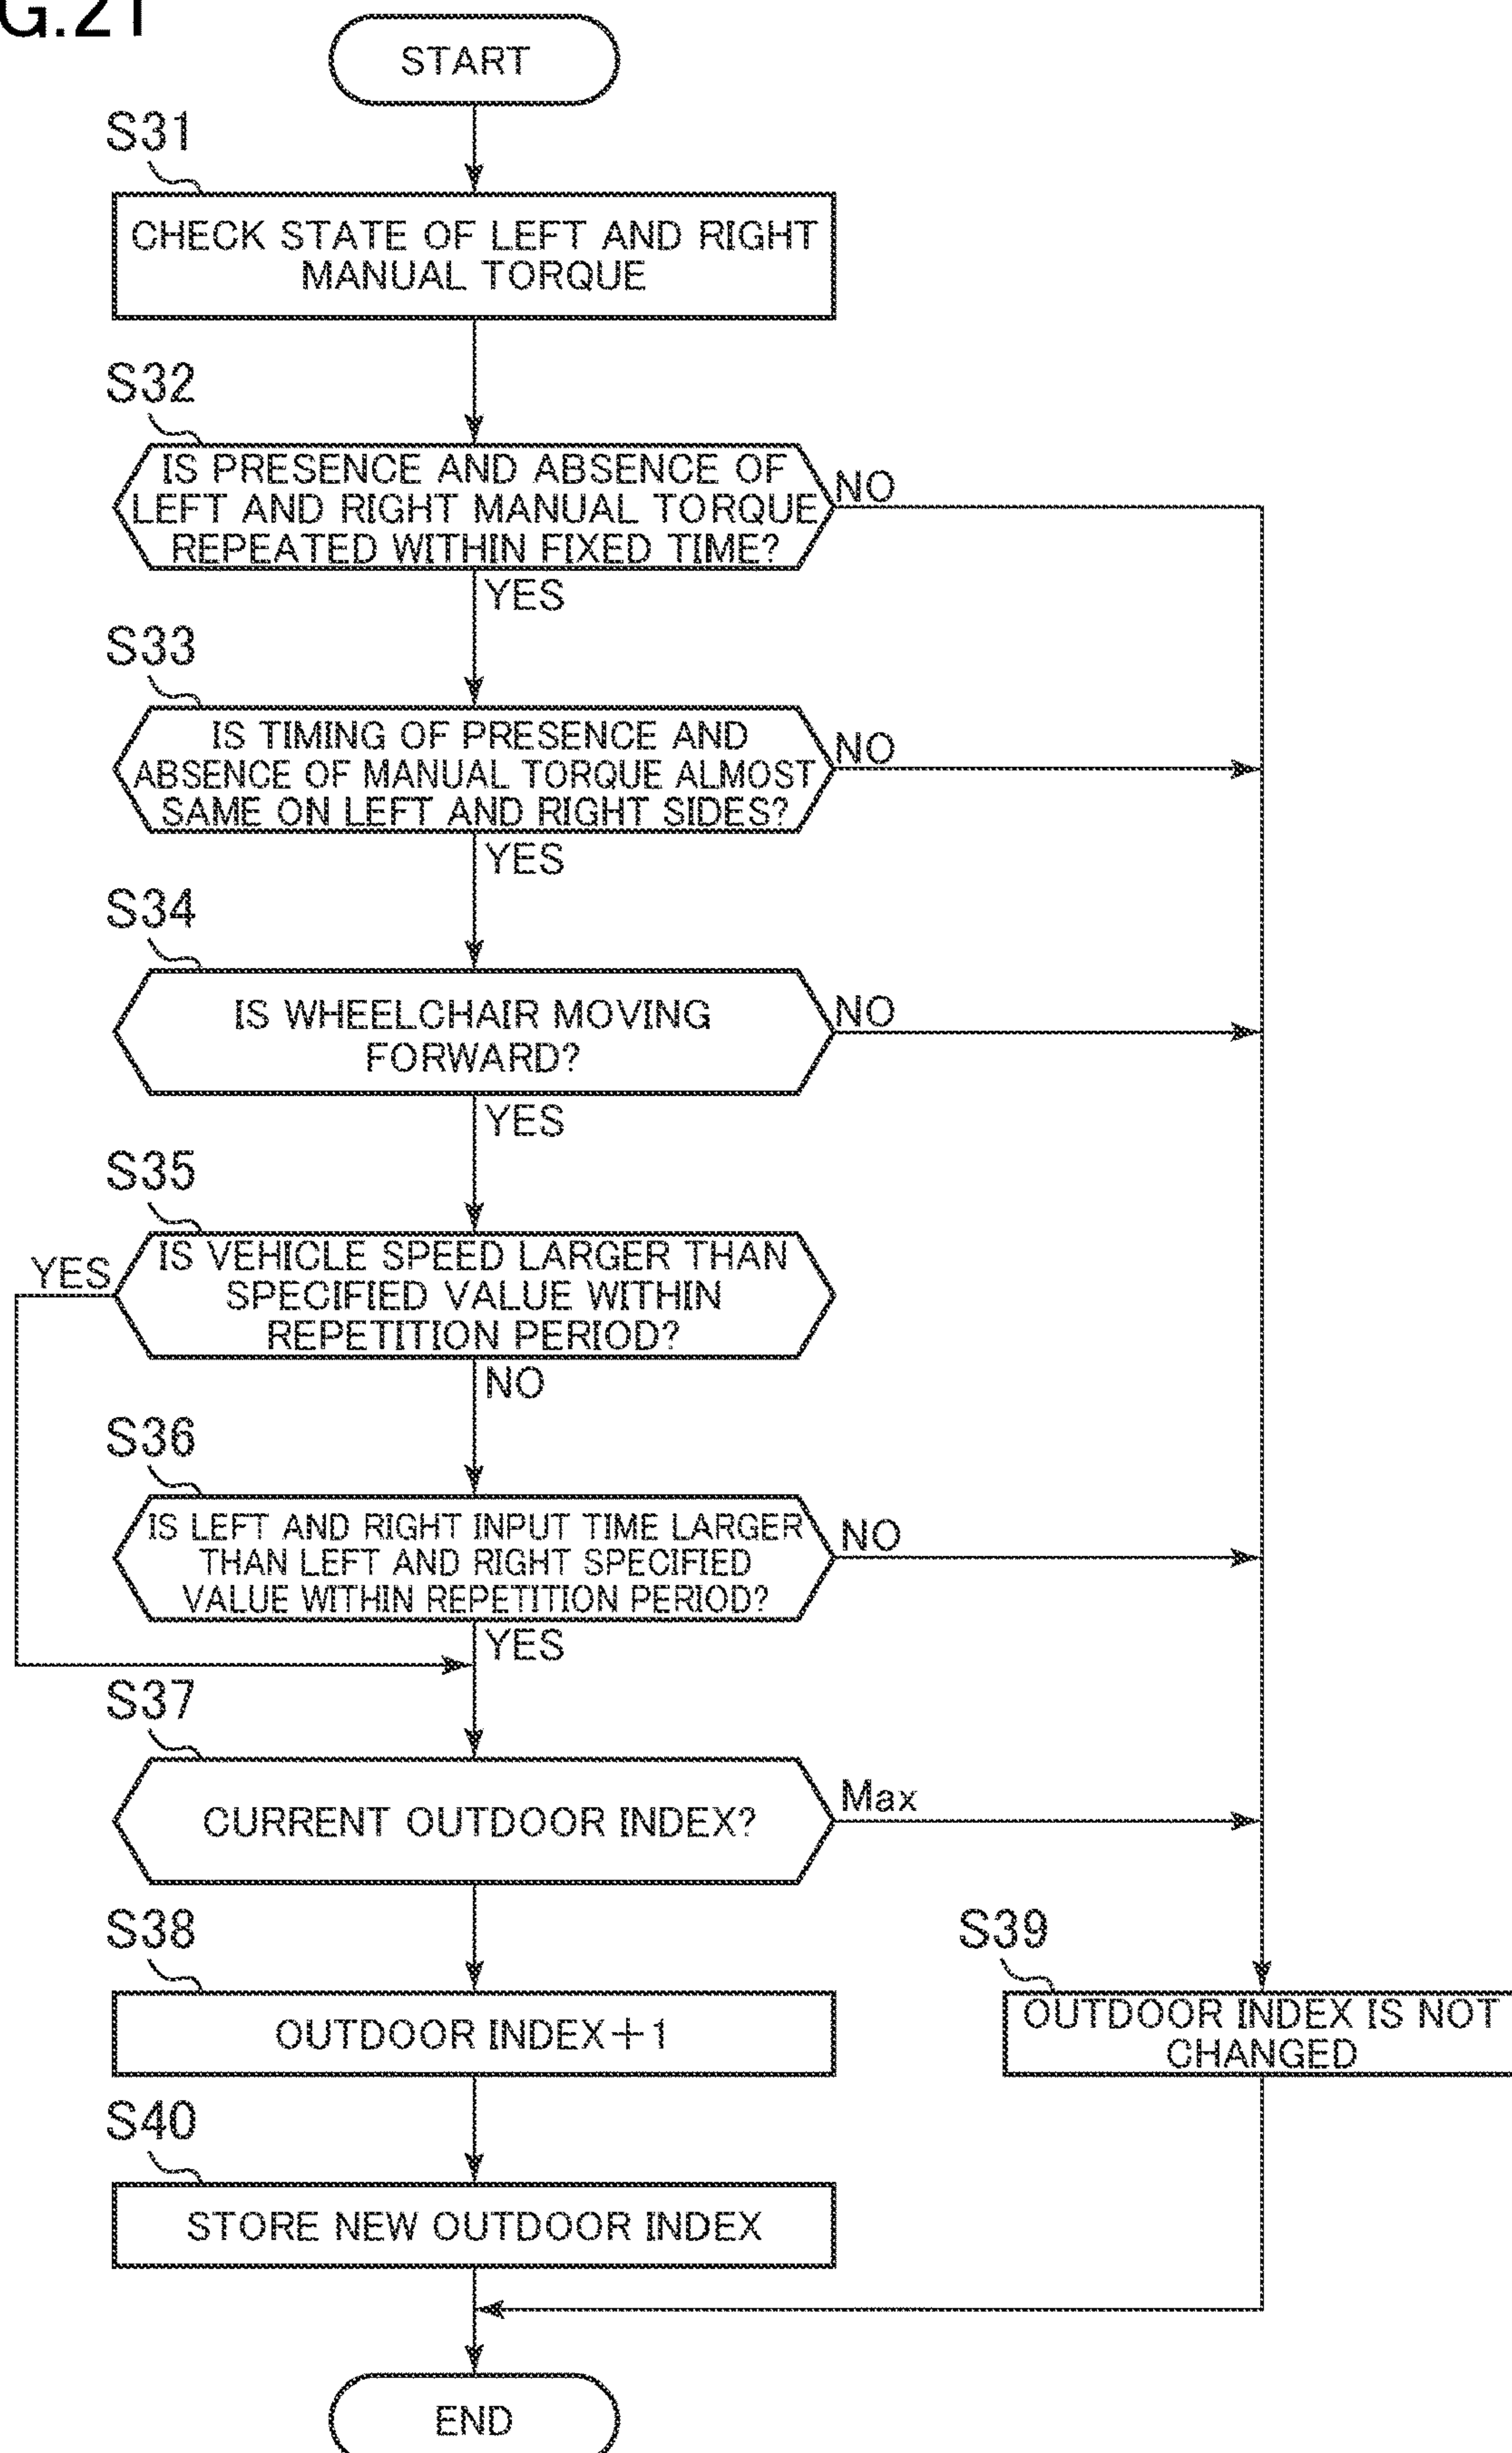 G.21
START
S31
CHECK STATE OF LEFT AND RIGHT
MANUAL TORQUE
S32
IS PRESENCE AND ABSENCE OF
LEFT AND RIGHT MANUAL TORQUE
REPEATED WITHIN FIXED TIME?
NO
YES
S33
IS TIMING OF PRESENCE AND
ABSENCE OF MANUAL TORQUE ALMOST
SAME ON LEFT AND RIGHT SIDES?
NO
YES
S34
IS WHEELCHAIR MOVING
FORWARD?
NO
YES
S35
YES
IS VEHICLE SPEED LARGER THAN
SPECIFIED VALUE WITHIN
REPETITION PERIOD?
NO
S36
IS LEFT AND RIGHT INPUT TIME LARGER
THAN LEFT AND RIGHT SPECIFIED
VALUE WITHIN REPETITION PERIOD?
NO
YES
S37
CURRENT OUTDOOR INDEX?
Max
S38
OUTDOOR INDEX+1
S39
OUTDOOR INDEX IS NOT
CHANGED
S40
STORE NEW OUTDOOR INDEX
END